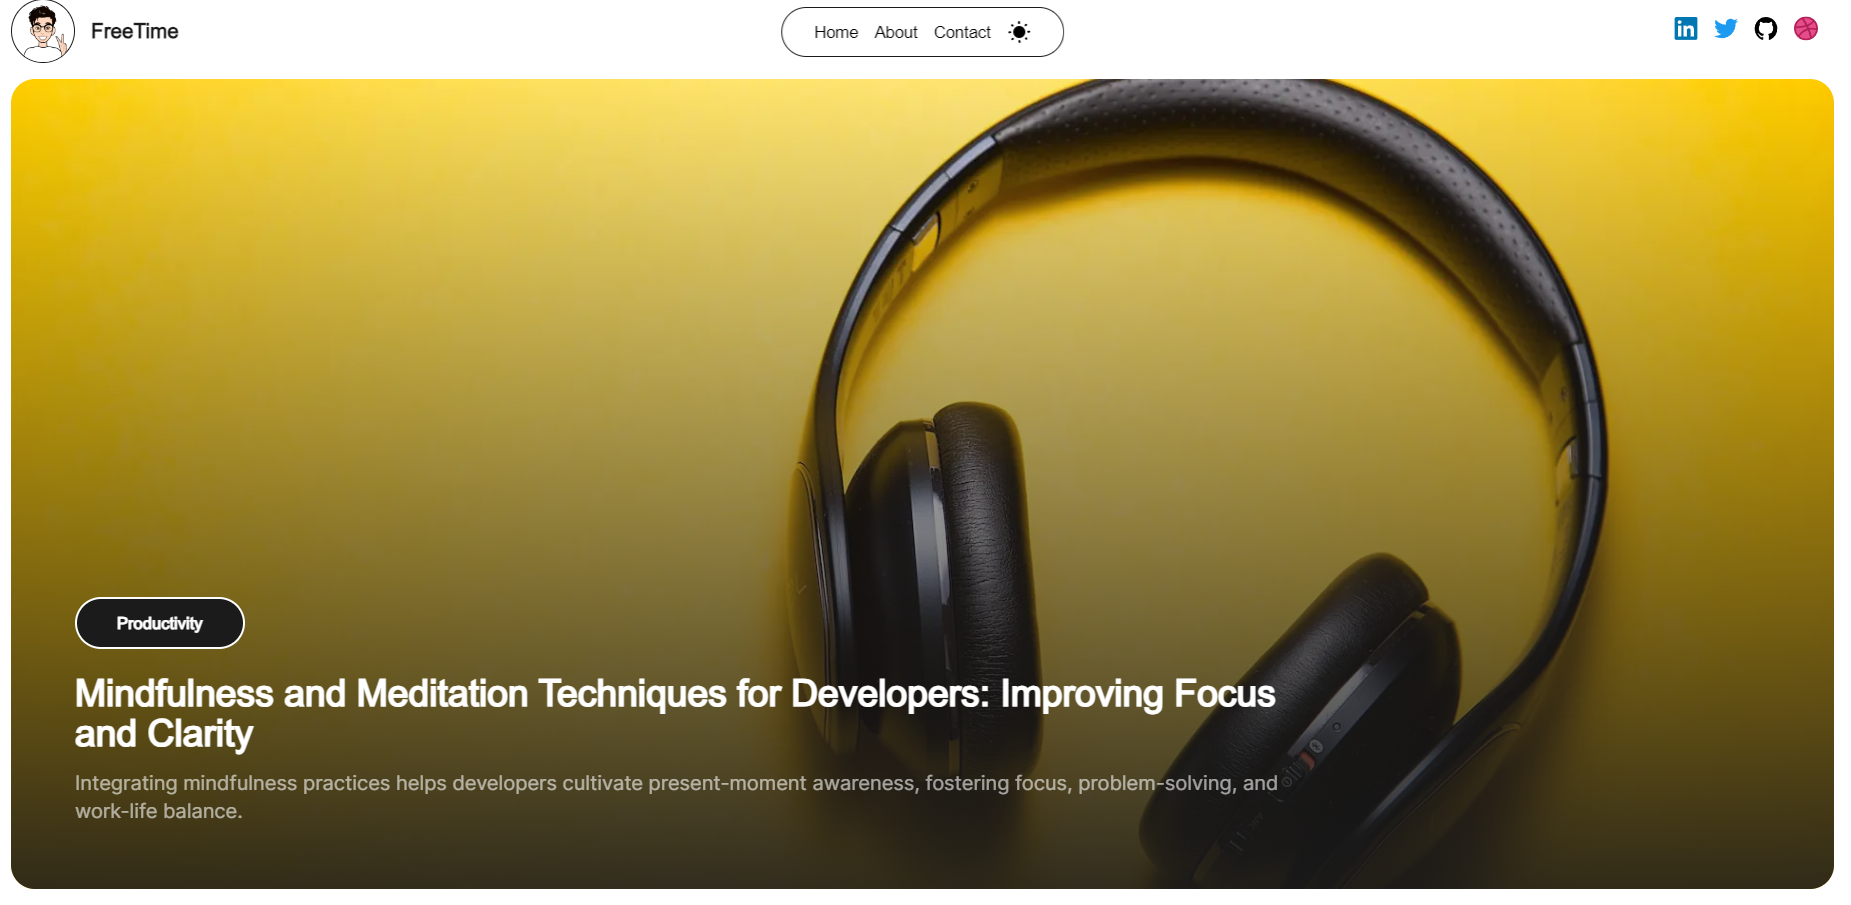 FreeTime
Home About Contact
Productivity
Mindfulness and Meditation Techniques for Developers: Improving Focus
and Clarity
Integrating mindfulness practices helps developers cultivate present-moment awareness, fostering focus, problem-solving, and
work-life balance.